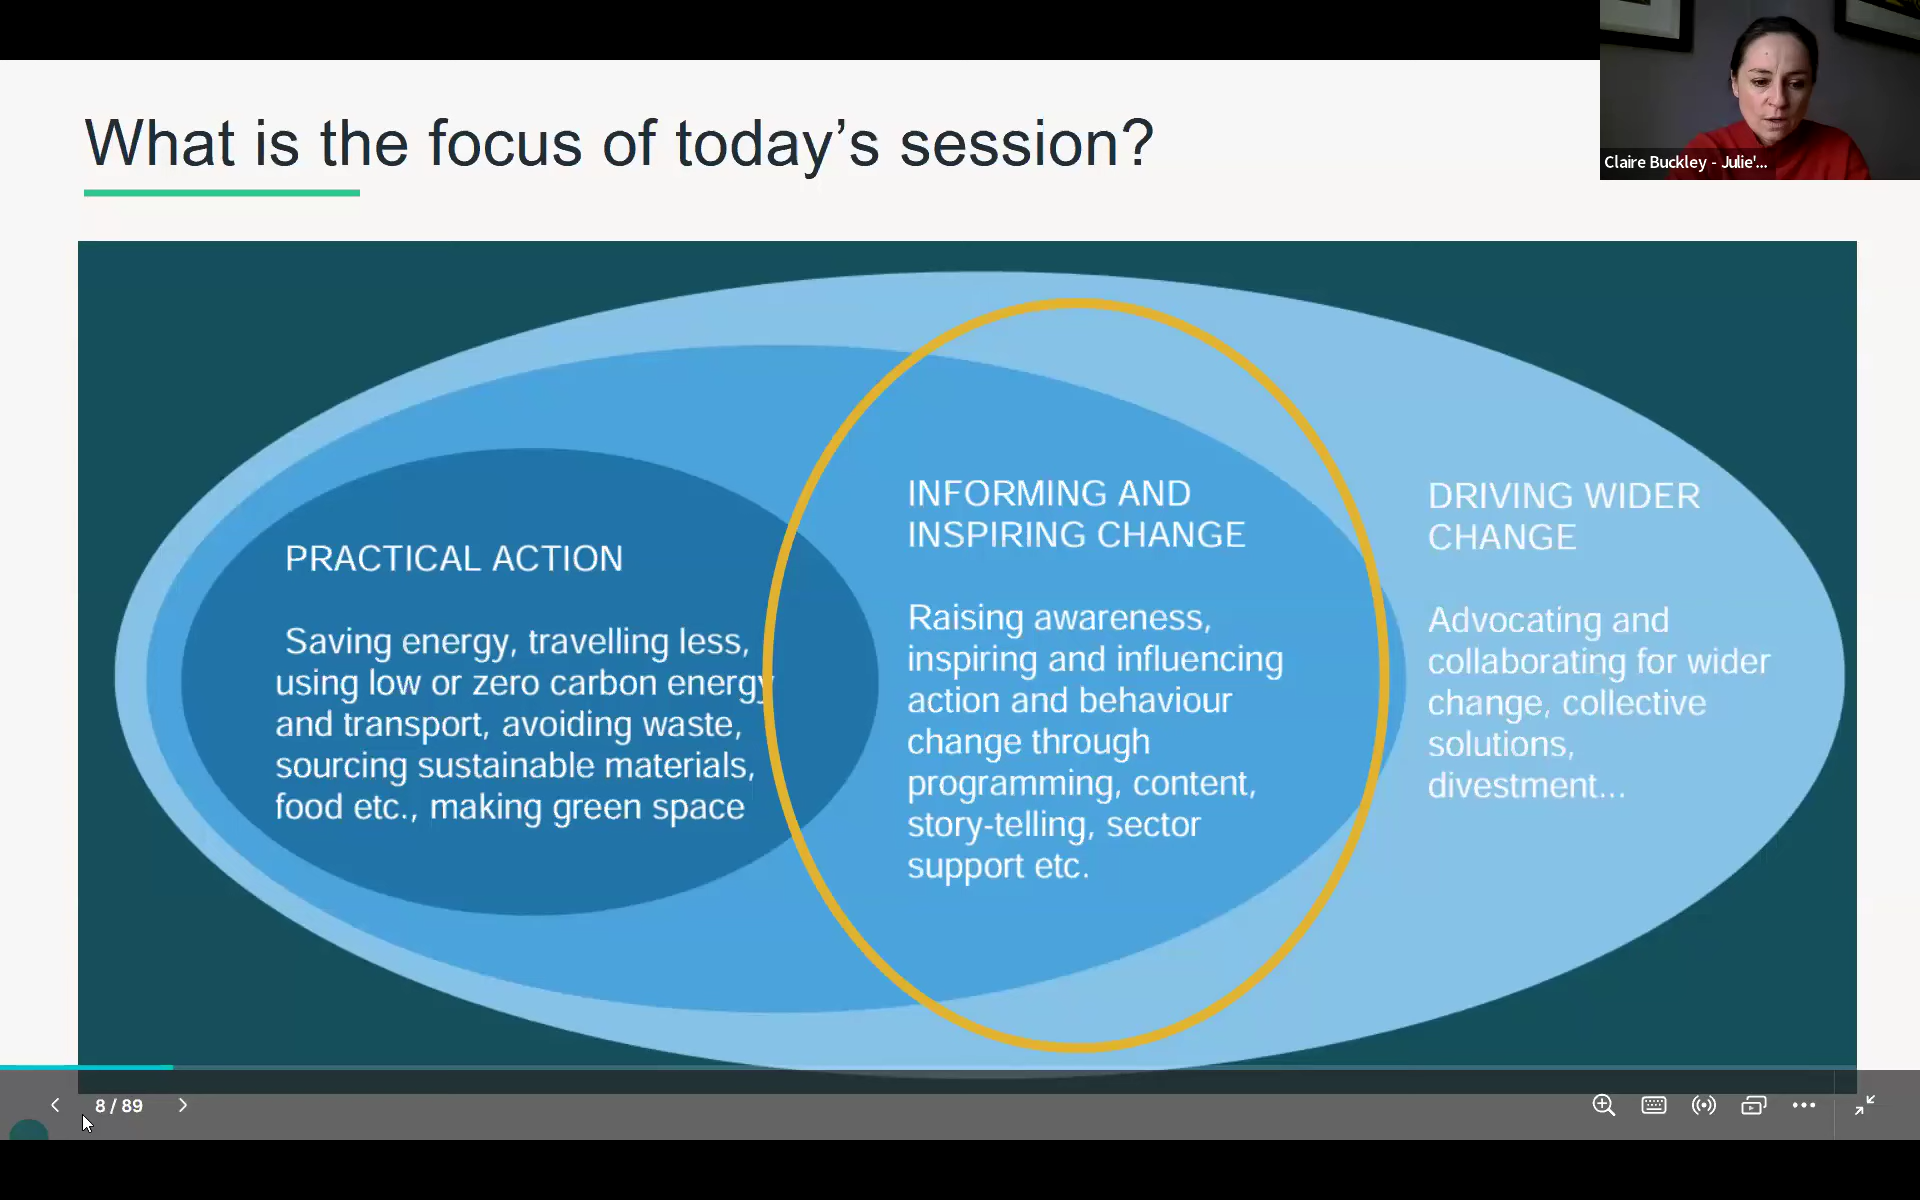 What is the focus of today’s session?
Claire Buckley - Julie'...
PRACTICAL ACTION
Saving energy, travelling less,
using low or zero carbon energy
and transport, avoiding waste,
sourcing sustainable materials,
food etc., making green space
INFORMING AND
INSPIRING CHANGE
Raising awareness,
inspiring and influencing
action and behaviour
change through
programming, content,
story-telling, sector
support etc.
DRIVING WIDER
CHANGE
Advocating and
collaborating for wider
change, collective
solutions,
divestment...
8 / 89